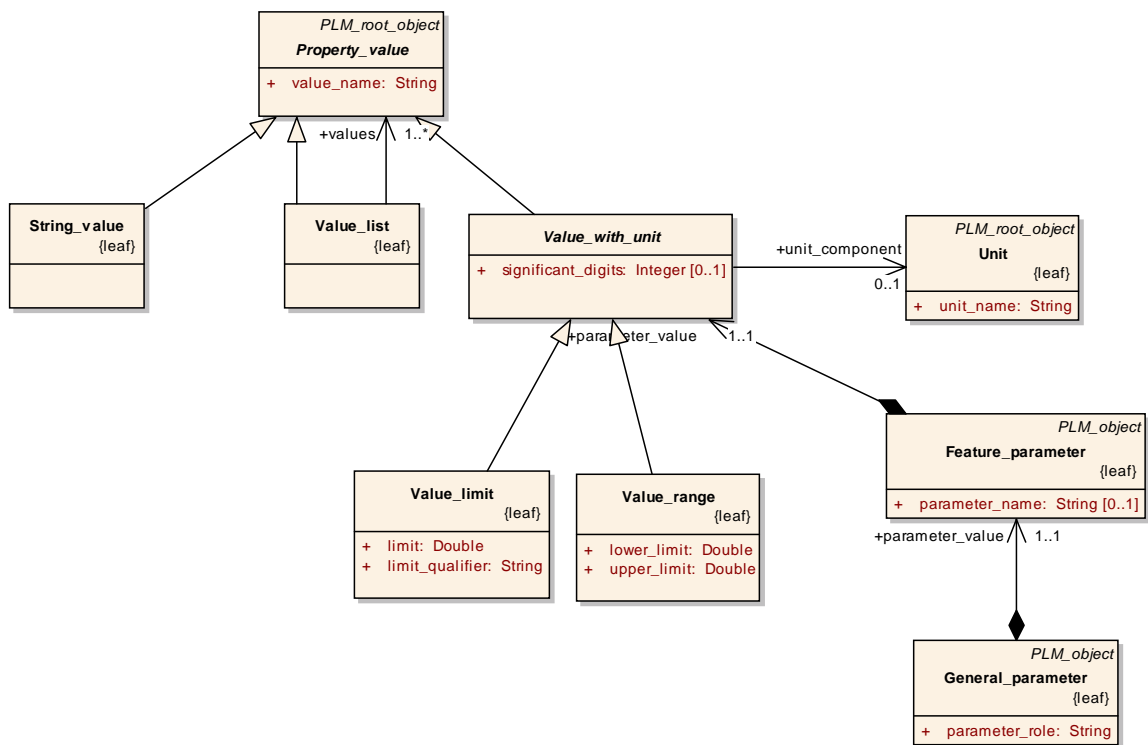 PLM_root_object
Property_value
+ value_name: String
+values
1..*
String_value
{leaf}
Value_list
{leaf}
Value_with_unit
+ significant_digits: Integer [0..1]
+unit_component
0..1
PLM_root_object
Unit
{leaf}
+ unit_name: String
+parameter_value
1..1
Value_limit
{leaf}
+ limit: Double
+ limit_qualifier: String
Value_range
{leaf}
+ lower_limit: Double
+ upper_limit: Double
PLM_object
Feature_parameter
{leaf}
+ parameter_name: String [0..1]
+parameter_value
1..1
PLM_object
General_parameter
{leaf}
+ parameter_role: String